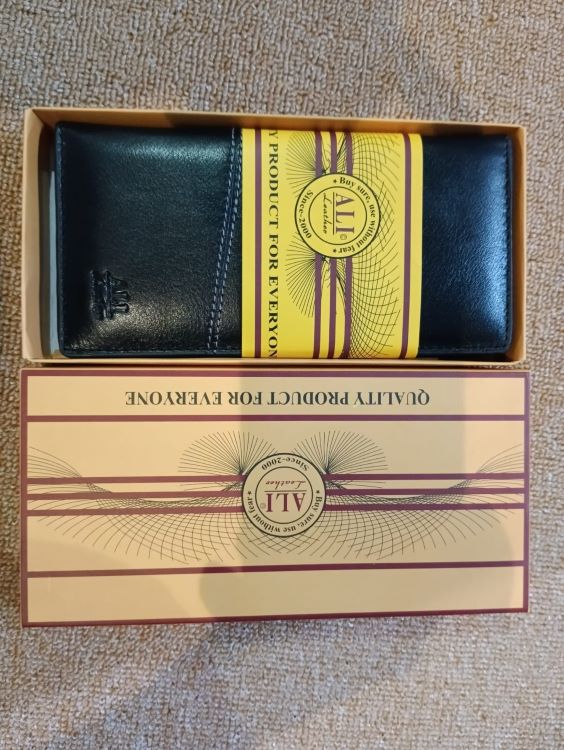 Y PRODUCT FOR EVERYON
Buy sure, use without fear
ALI©
Leather
Since-2000
ALI
QUALITY PRODUCT FOR EVERYONE
Since-2000
Buy sure, use without fear
ALI©
Leather